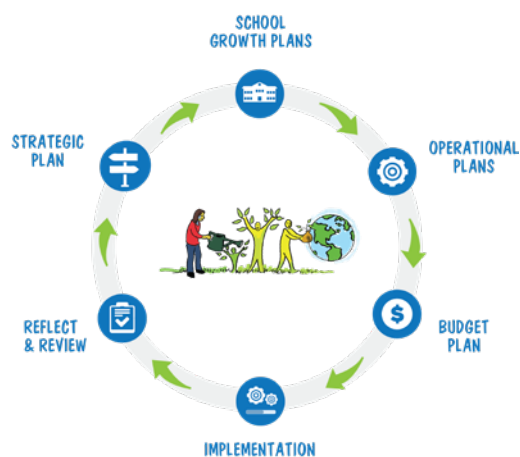 SCHOOL
GROWTH PLANS
OPERATIONAL
PLANS
BUDGET
PLAN
IMPLEMENTATION
REFLECT
& REVIEW
STRATEGIC
PLAN
$